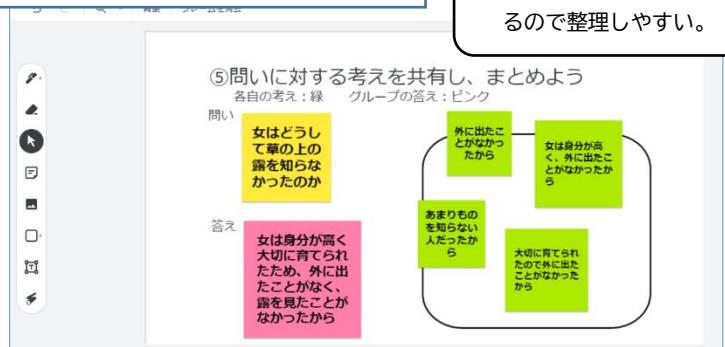 るので整理しやすい。
背景 フレームを消去
⑤問いに対する考えを共有し、まとめよう
各自の考え：緑 グループの答え：ピンク
問い
女はどうし
て草の上の
露を知らな
かったのか
外に出たこ
とがなかっ
たから
女は身分が高
く、外に出たこ
とがなかったか
ら
あまりもの
を知らない
人だったか
ら
大切に育てられ
たので外に出た
ことがなかった
から
答え
女は身分が高く
大切に育てられ
たため、外に出
たことがなく、
露を見たことが
なかったから